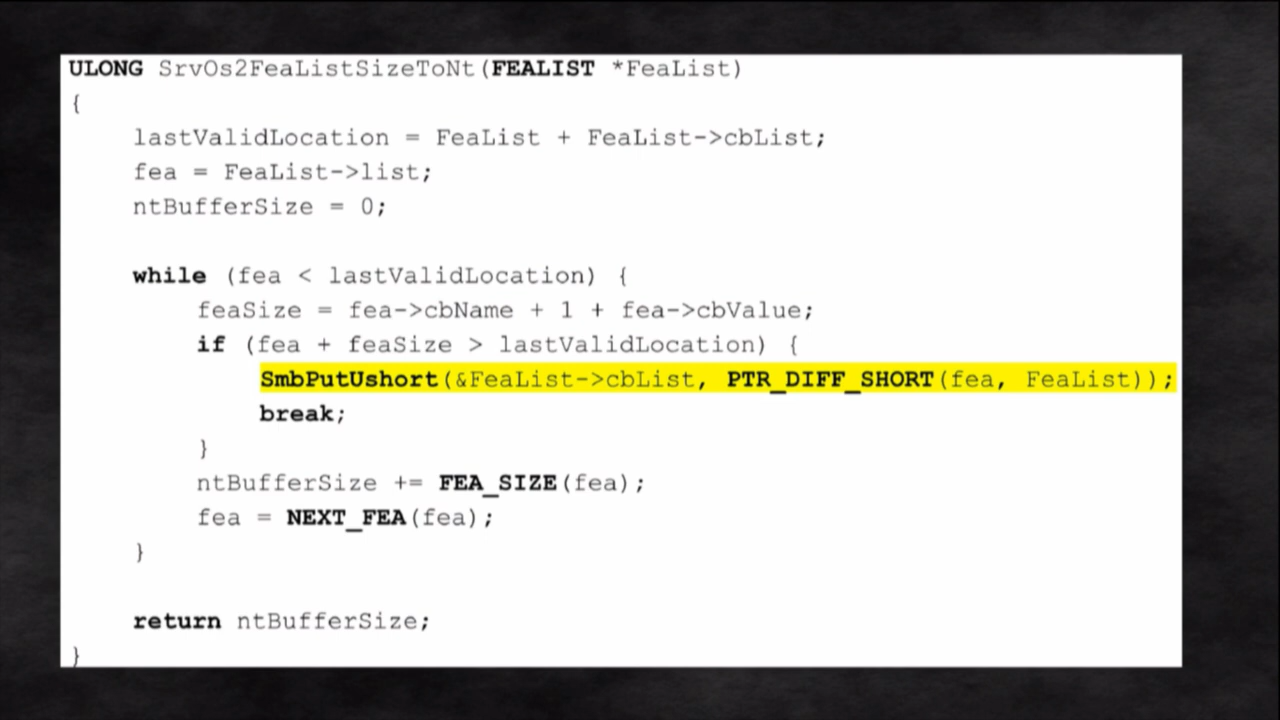 ULONG SrvOs2FeaListSizeToNt(FEALIST *FeaList)
{
lastValidLocation = FeaList + FeaList->cbList;
fea = FeaList->list;
ntBufferSize = 0;
while (fea < lastValidLocation) {
feaSize = fea->cbName + 1 + fea->cbValue;
if (fea + feaSize > lastValidLocation) {
SmbPutUshort(&FeaList->cbList, PTR_DIFF_SHORT(fea, FeaList));
break;
}
ntBufferSize += FEA_SIZE(fea);
fea = NEXT_FEA(fea);
}
return ntBufferSize;
}